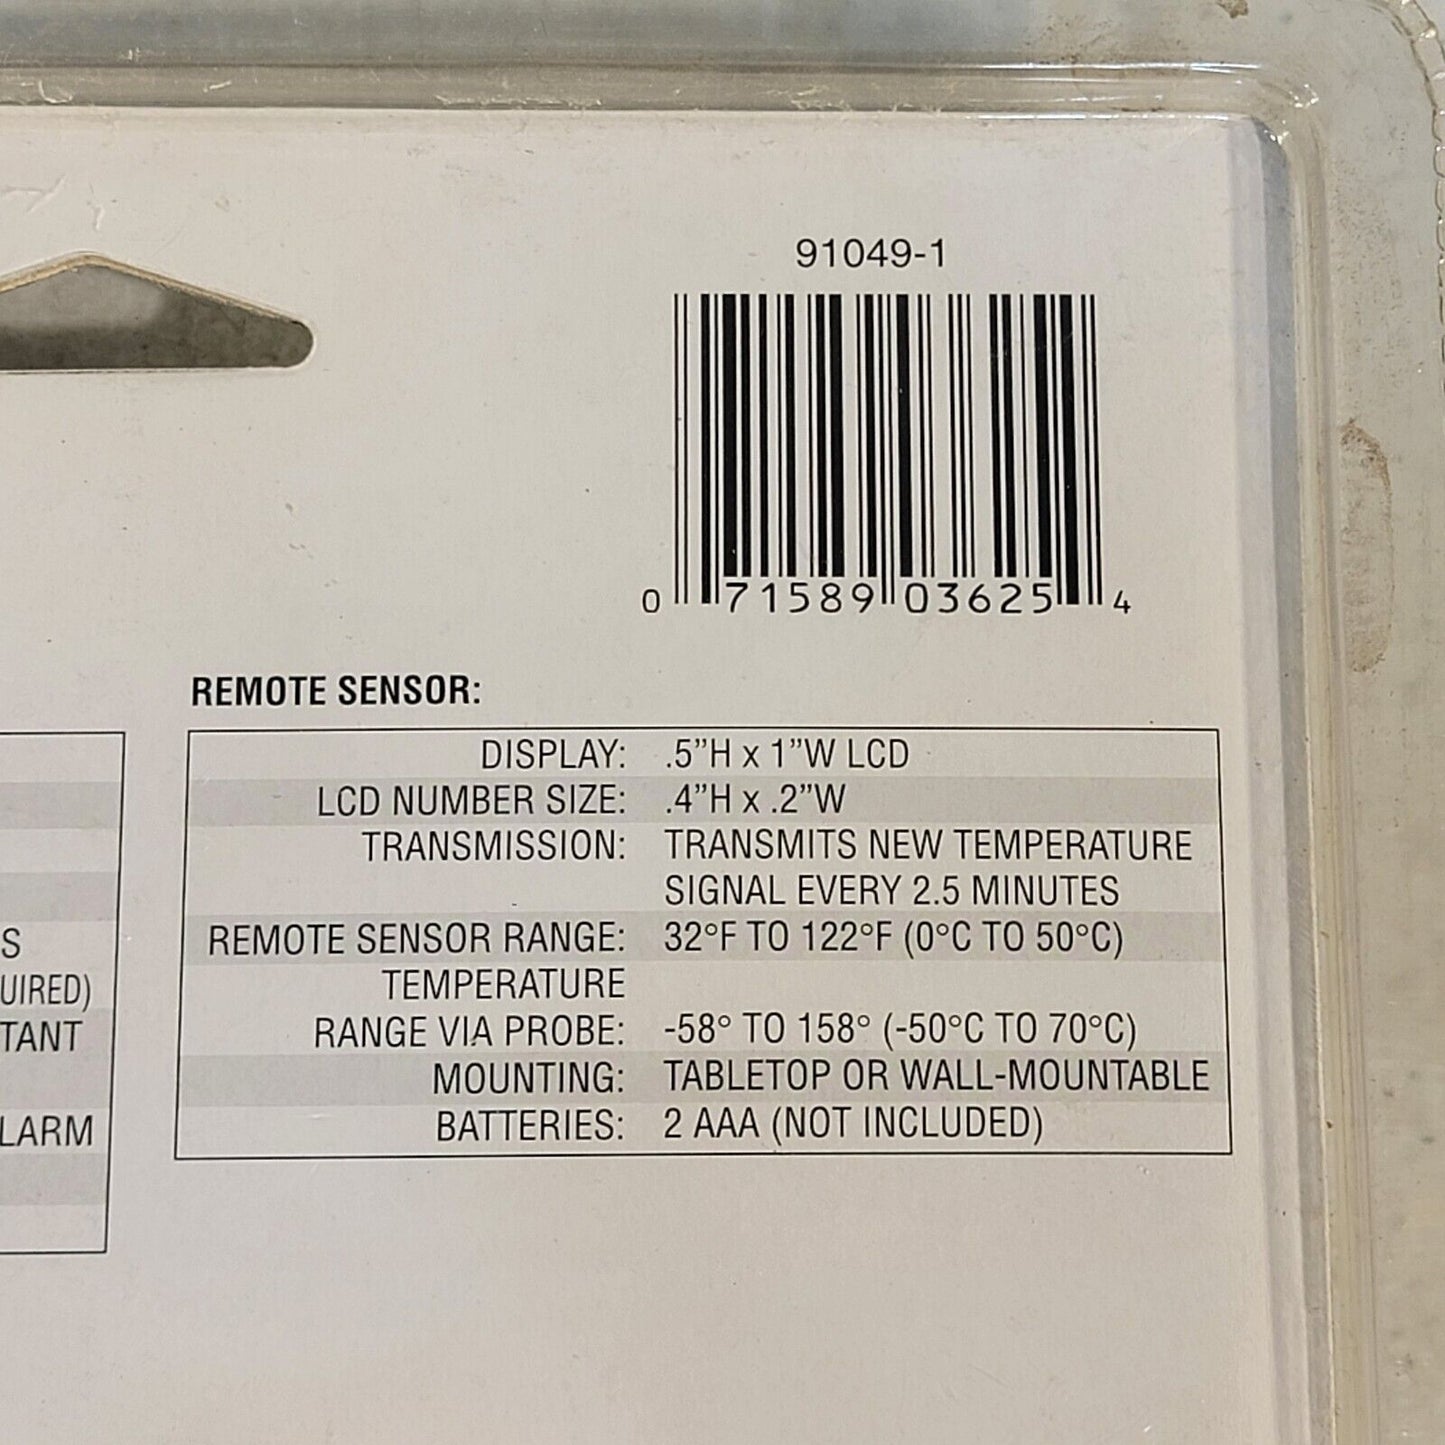 91049-1
0 71589 03625 4
REMOTE SENSOR:
DISPLAY: .5”H x 1”W LCD
LCD NUMBER SIZE: .4”H x .2”W
TRANSMISSION: TRANSMITS NEW TEMPERATURE
SIGNAL EVERY 2.5 MINUTES
REMOTE SENSOR RANGE: 32°F TO 122°F (0°C TO 50°C)
TEMPERATURE
RANGE VIA PROBE: -58° TO 158° (-50°C TO 70°C)
MOUNTING: TABLETOP OR WALL-MOUNTABLE
BATTERIES: 2 AAA (NOT INCLUDED)
S
UIRED)
TANT
LARM